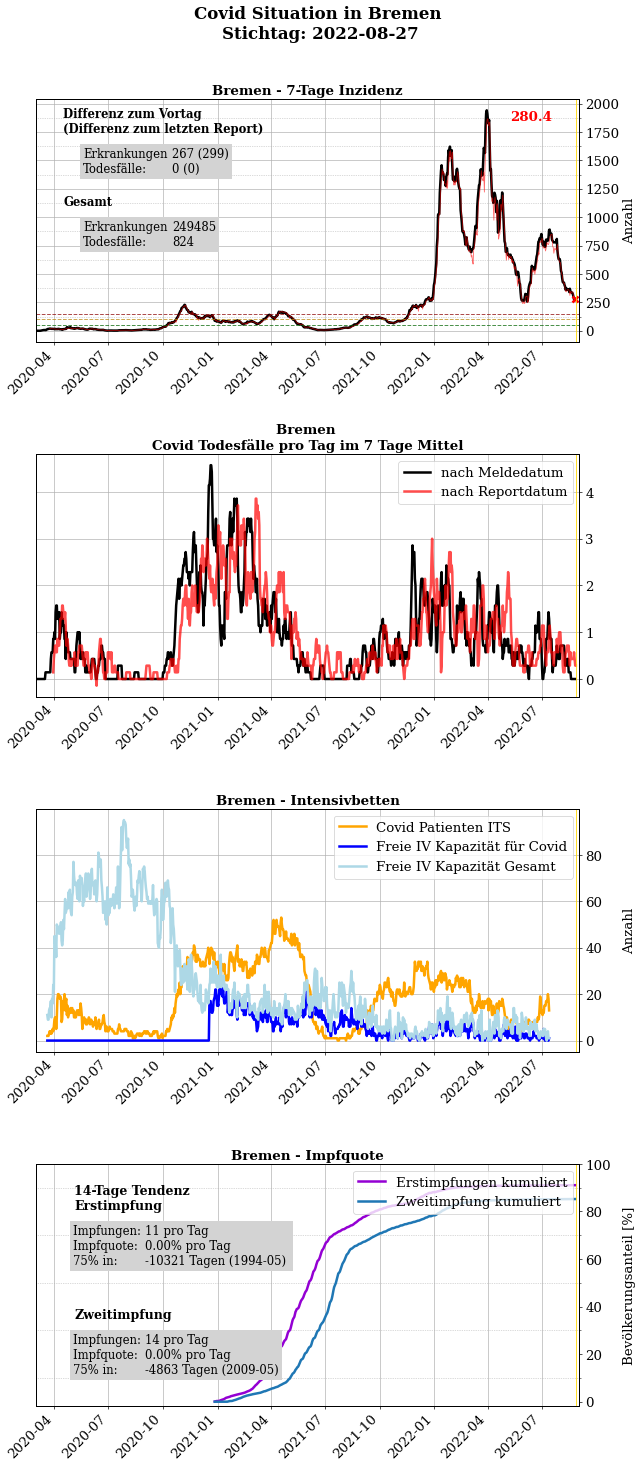 Covid Situation in Bremen
Stichtag: 2022-08-27
Bremen - 7-Tage Inzidenz
Differenz zum Vortag
(Differenz zum letzten Report)
Erkrankungen 267 (299)
Todesfälle: 0 (0)
Gesamt
Erkrankungen 249485
Todesfälle: 824
280.4
2000
1750
1500
1250
1000
750
500
250
0
Anzahl
2020-04
2020-07
2020-10
2021-01
2021-04
2021-07
2021-10
2022-01
2022-04
2022-07
Bremen
Covid Todesfälle pro Tag im 7 Tage Mittel
nach Meldedatum
nach Reportdatum
4
3
2
1
0
2020-04
2020-07
2020-10
2021-01
2021-04
2021-07
2021-10
2022-01
2022-04
2022-07
Bremen - Intensivbetten
Covid Patienten ITS
Freie IV Kapazität für Covid
Freie IV Kapazität Gesamt
80
60
40
20
0
Anzahl
2020-04
2020-07
2020-10
2021-01
2021-04
2021-07
2021-10
2022-01
2022-04
2022-07
Bremen - Impfquote
14-Tage Tendenz
Erstimpfung
Impfungen: 11 pro Tag
Impfquote: 0.00% pro Tag
75% in: -10321 Tagen (1994-05)
Zweitimpfung
Impfungen: 14 pro Tag
Impfquote: 0.00% pro Tag
75% in: -4863 Tagen (2009-05)
Erstimpfungen kumuliert
Zweitimpfung kumuliert
100
80
60
40
20
0
Bevölkerungsanteil [%]
2020-04
2020-07
2020-10
2021-01
2021-04
2021-07
2021-10
2022-01
2022-04
2022-07